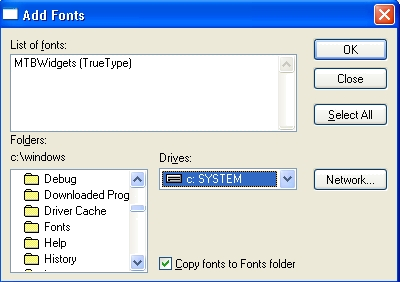 Add Fonts
List of fonts:
MTBWidgets (TrueType)
OK
Close
Select All
Folders:
c:\windows
Debug
Downloaded Prog
Driver Cache
Fonts
Help
History
Drives:
c: SYSTEM
Network...
Copy fonts to Fonts folder